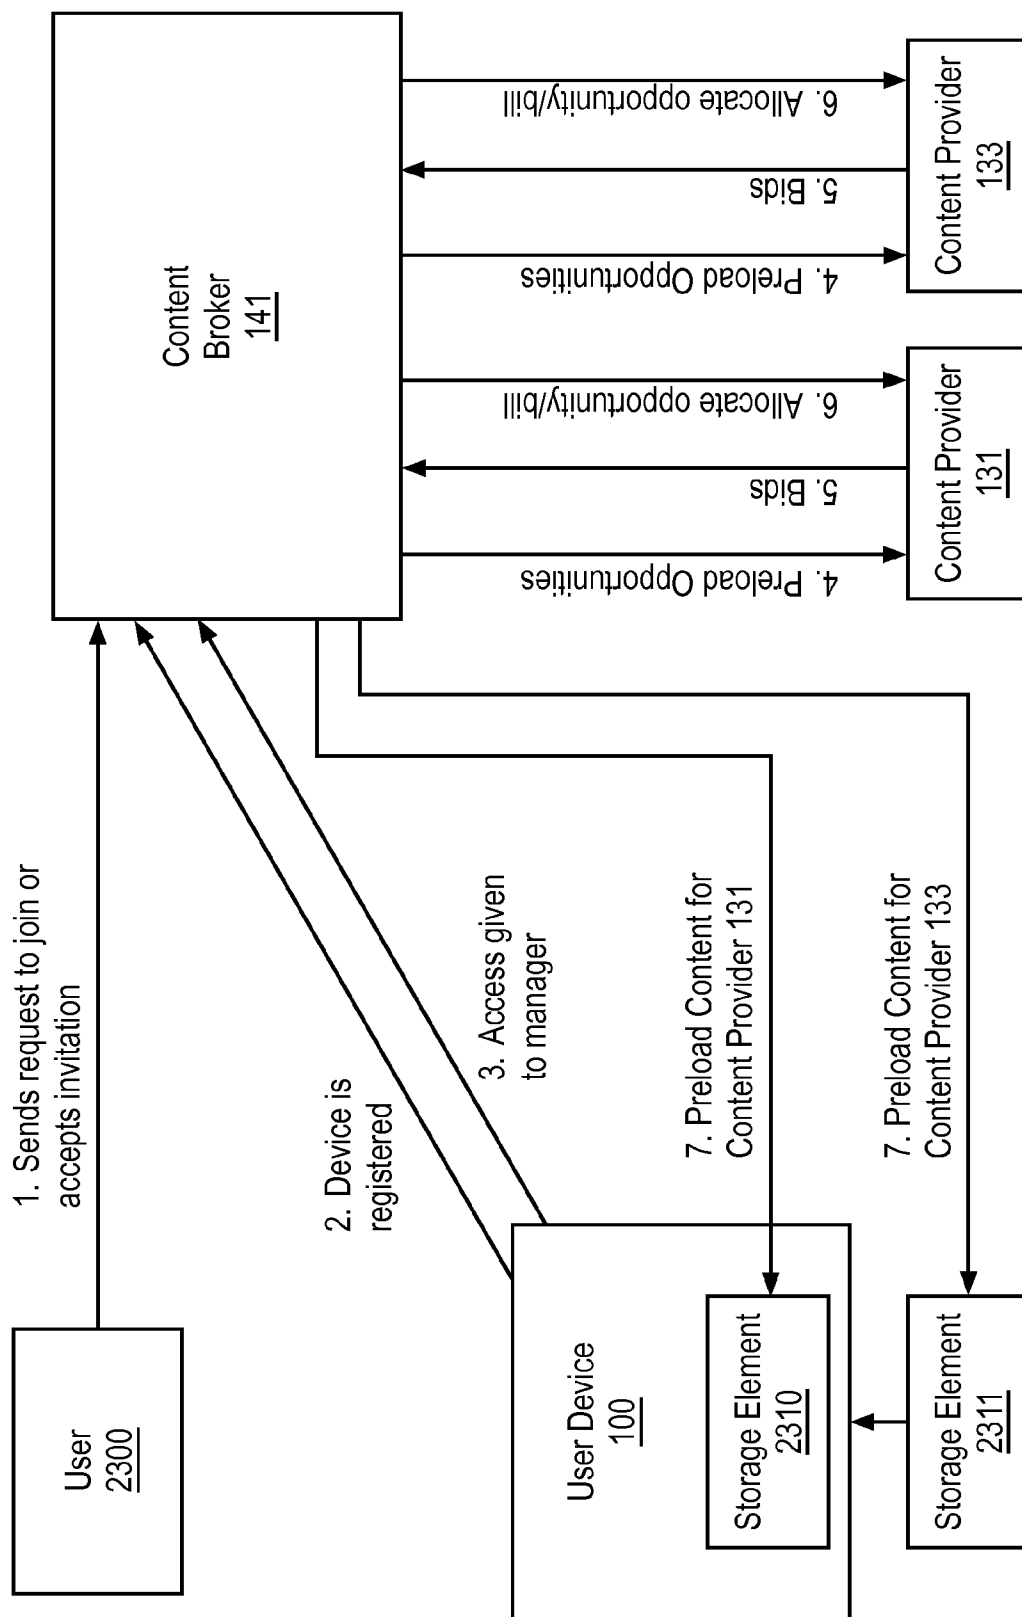 User
2300
1. Sends request to join or
accepts invitation
2. Device is
registered
3. Access given
to manager
Content
Broker
141
User Device
100
Storage Element
2310
Storage Element
2311
7. Preload Content for
Content Provider 131
7. Preload Content for
Content Provider 133
4. Preload Opportunities
5. Bids
6. Allocate opportunity/bill
4. Preload Opportunities
5. Bids
6. Allocate opportunity/bill
Content Provider
131
Content Provider
133